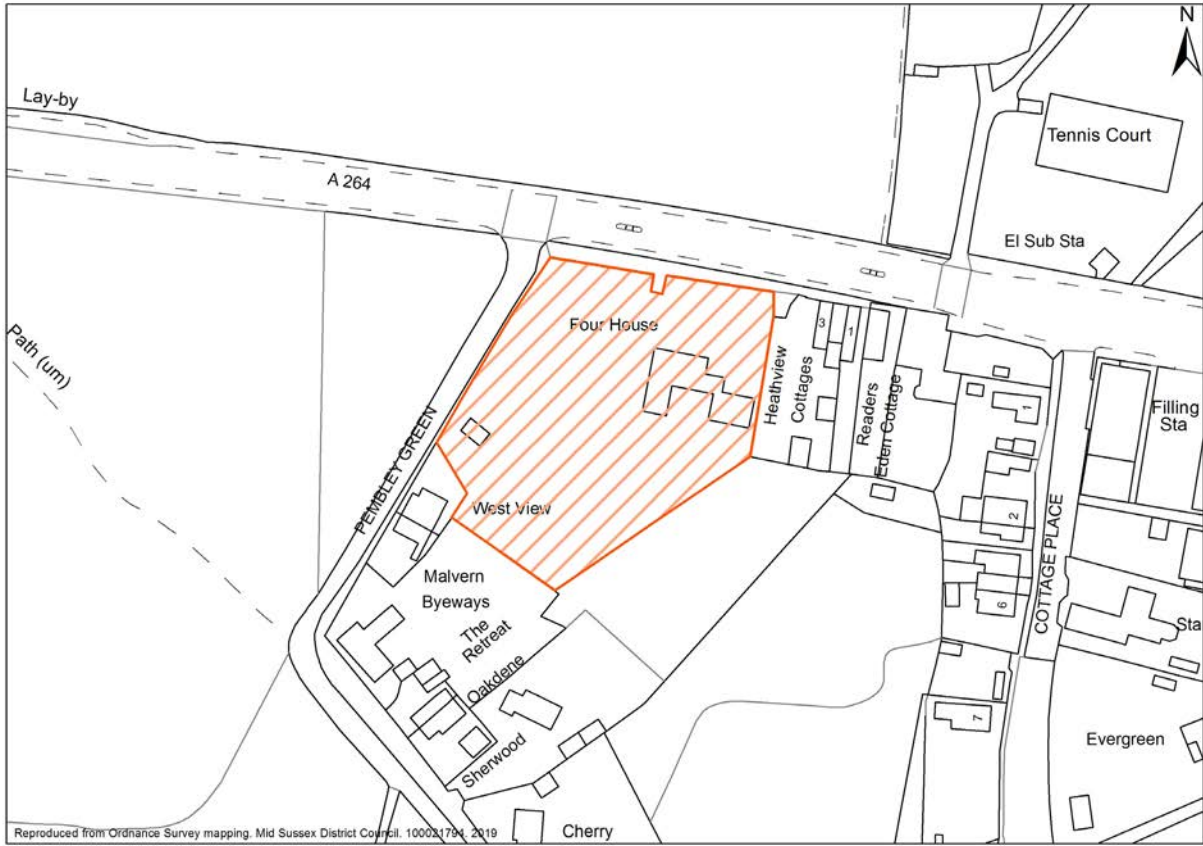 N
Lay-by
A 264
Tennis Court
El Sub Sta
Path (um)
Four House
3
1
Heathview
Cottages
Readers
Eden Cottage
1
Filling
Sta
PEMBLEY GREEN
West View
2
COTTAGE PLACE
Malvern
Byeways
The
Retreat
Oakdene
6
Sta
Sherwood
7
Evergreen
Cherry
Reproduced from Ordnance Survey mapping. Mid Sussex District Council. 100021794. 2019